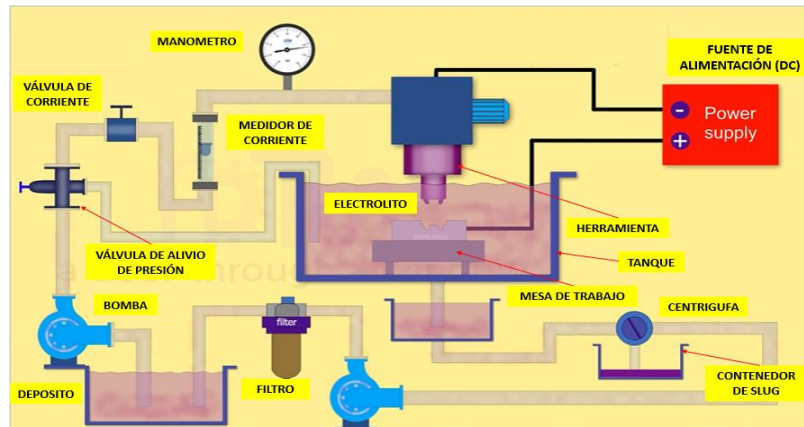 MANOMETRO
FUENTE DE
ALIMENTACIÓN (DC)
VÁLVULA DE
CORRIENTE
MEDIDOR DE
CORRIENTE
-
Power
supply
+
ELECTROLITO
HERRAMIENTA
VÁLVULA DE ALIVIO
DE PRESIÓN
TANQUE
MESA DE TRABAJO
BOMBA
CENTRIGUFA
filter
DEPOSITO
FILTRO
CONTENEDOR
DE SLUG